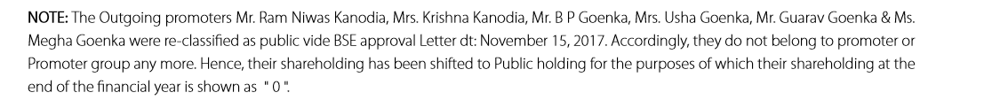 NOTE: The Outgoing promoters Mr. Ram Niwas Kanodia, Mrs. Krishna Kanodia, Mr. B P Goenka, Mrs. Usha Goenka, Mr. Guarav Goenka & Ms.
Megha Goenka were re-classified as public vide BSE approval Letter dt: November 15, 2017. Accordingly, they do not belong to promoter or
Promoter group any more. Hence, their shareholding has been shifted to Public holding for the purposes of which their shareholding at the
end of the financial year is shown as " 0 ".